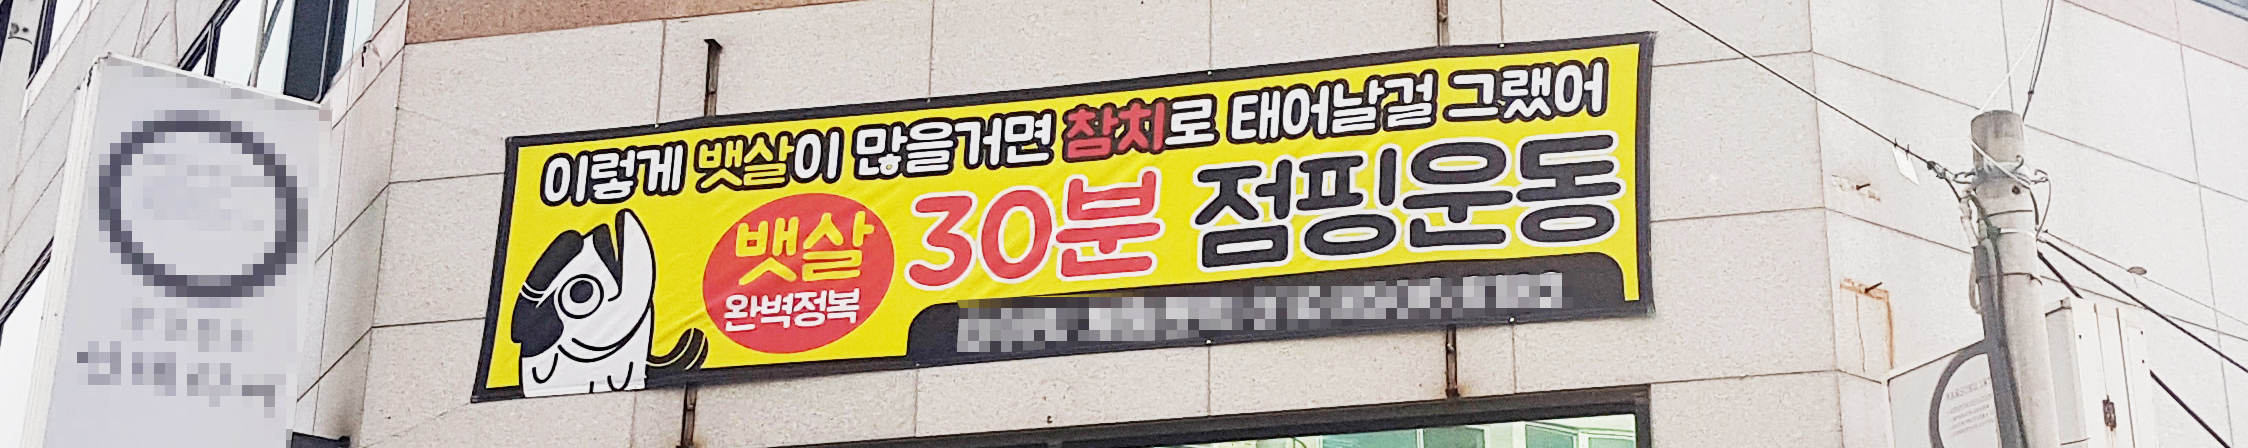 이렇게 뱃살이 많을거면 참치로 태어날걸 그랬어
뱃살
완벽정복
30분 점핑운동